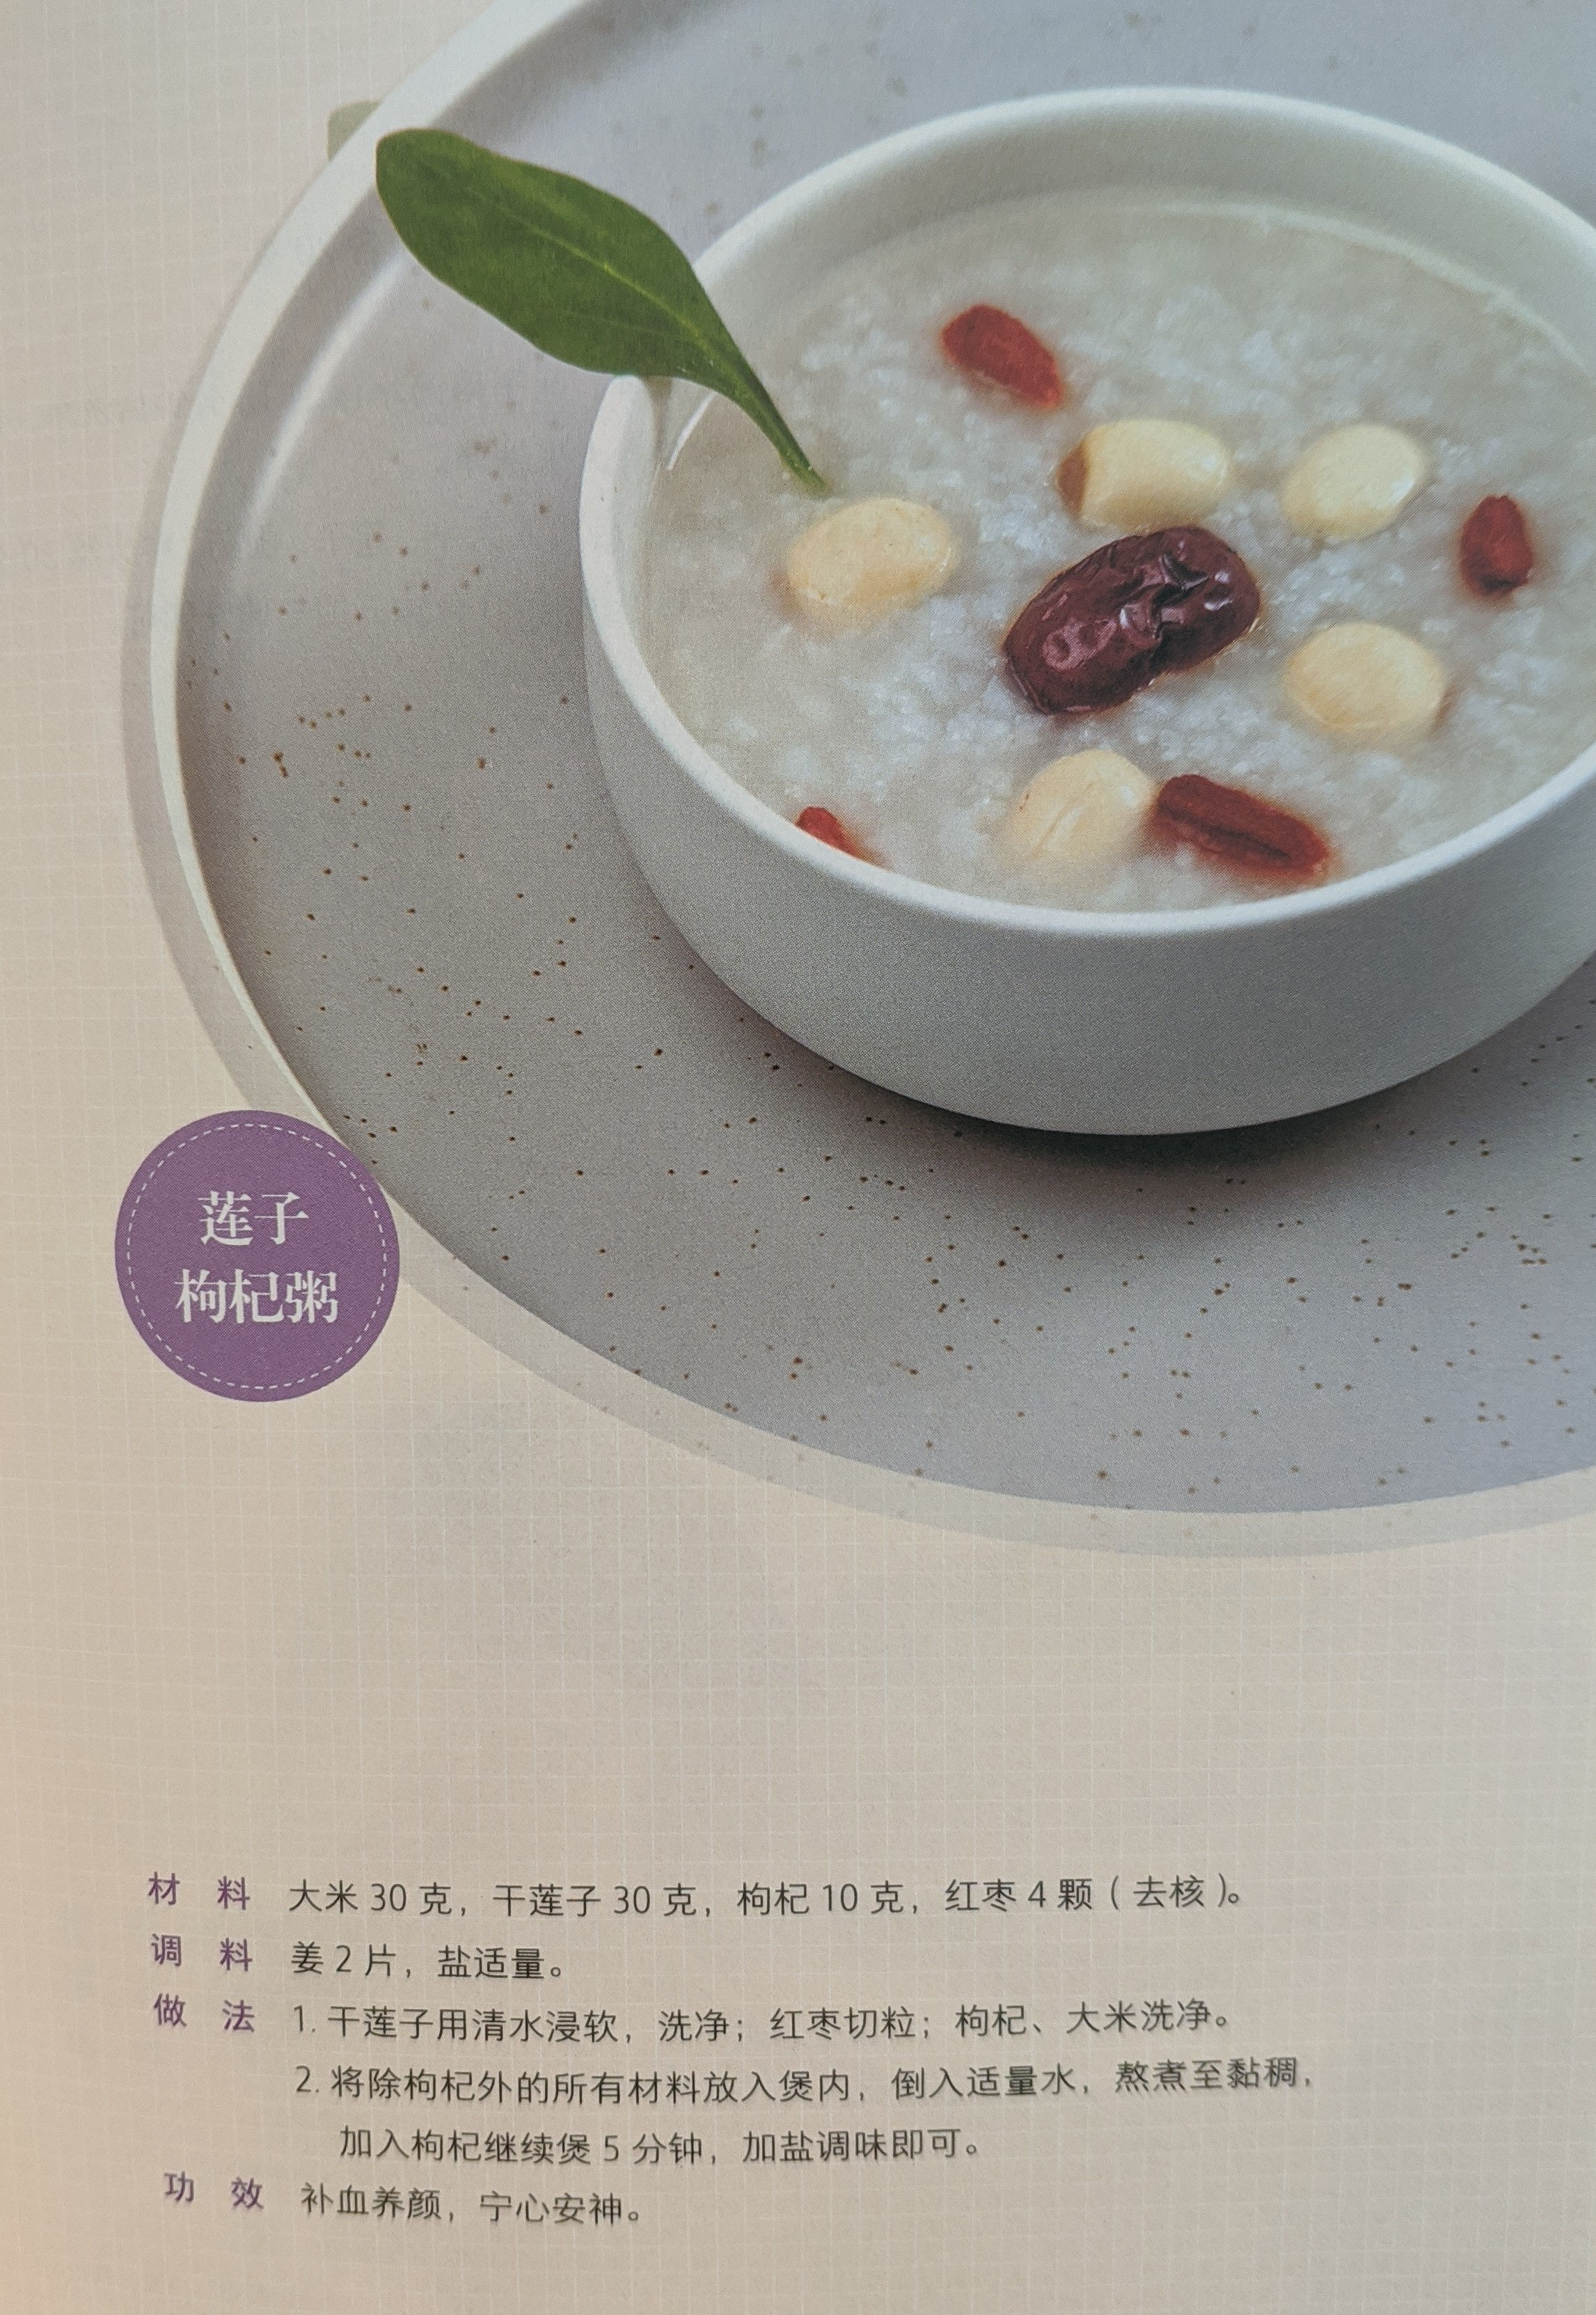 莲子
枸杞粥
材 料 大米 30 克，干莲子 30 克，枸杞 10 克，红枣 4 颗（去核）。
调 料 姜 2 片，盐适量。
做 法 1. 干莲子用清水浸软，洗净；红枣切粒；枸杞、大米洗净。
2. 将除枸杞外的所有材料放入煲内，倒入适量水，熬煮至黏稠，
加入枸杞继续煲 5 分钟，加盐调味即可。
功 效 补血养颜，宁心安神。